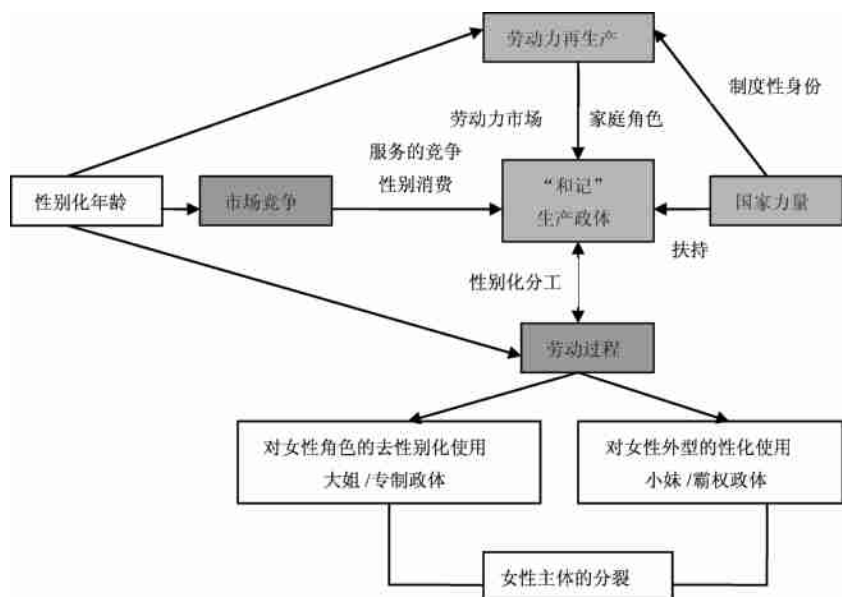 劳动力再生产
制度性身份
劳动力市场
家庭角色
服务的竞争
性别消费
性别化年龄
市场竞争
“和记”
生产政体
国家力量
扶持
性别化分工
劳动过程
对女性角色的去性别化使用
大姐/专制政体
对女性外型的性化使用
小妹/霸权政体
女性主体的分裂